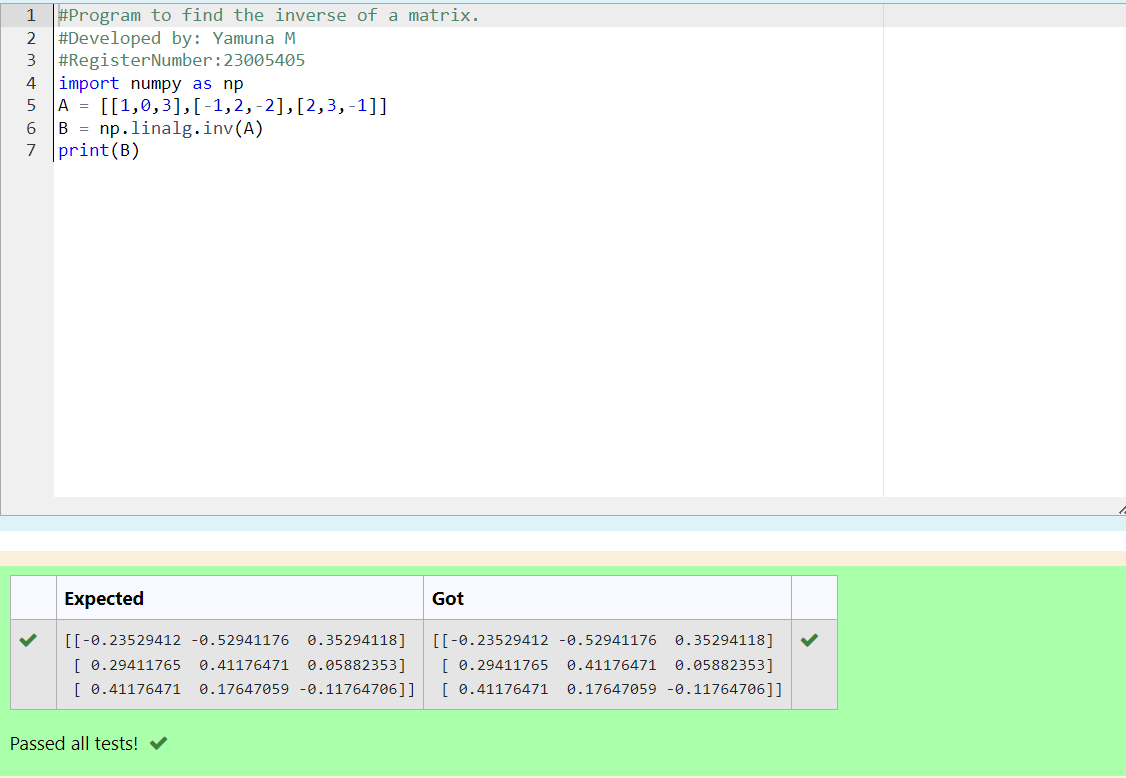 1 #Program to find the inverse of a matrix.
2 #Developed by: Yamuna M
3 #RegisterNumber:23005405
4 import numpy as np
5 A = [[1,0,3],[-1,2,-2],[2,3,-1]]
6 B = np.linalg.inv(A)
7 print(B)
Expected Got
[[-0.23529412 -0.52941176  0.35294118] [[-0.23529412 -0.52941176  0.35294118]
[ 0.29411765  0.41176471  0.05882353] [ 0.29411765  0.41176471  0.05882353]
[ 0.41176471  0.17647059 -0.11764706]] [ 0.41176471  0.17647059 -0.11764706]]
Passed all tests!